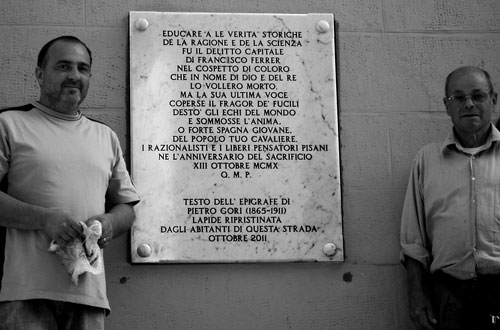 EDUCARE 'A LE VERITA' STORICHE
DE LA RAGIONE E DE LA SCIENZA
FU IL DELITTO CAPITALE
DI FRANCISCO FERRER
NEL COSPETTO DI COLORO
CHE IN NOME DI DIO E DEL RE
LO VOLLERO MORTO.
MA LA SUA ULTIMA VOCE
COPERSE IL FRAGOR DE' FUCILI
DESTO' GLI ECHI DEL MONDO
E SOMMOSSE L'ANIMA,
O FORTE SPAGNA GIOVANE,
DEL POPOLO TUO CAVALIERE.
I RAZIONALISTI E I LIBERI PENSATORI PISANI
NE L'ANNIVERSARIO DEL SACRIFICIO
XIII OTTOBRE MCMX
Q. M. P.
TESTO DELL' EPIGRAFE DI
PIETRO GORI (1865-1911)
LAPIDE RIPRISTINATA
DAGLI ABITANTI DI QUESTA STRADA
OTTOBRE 2011